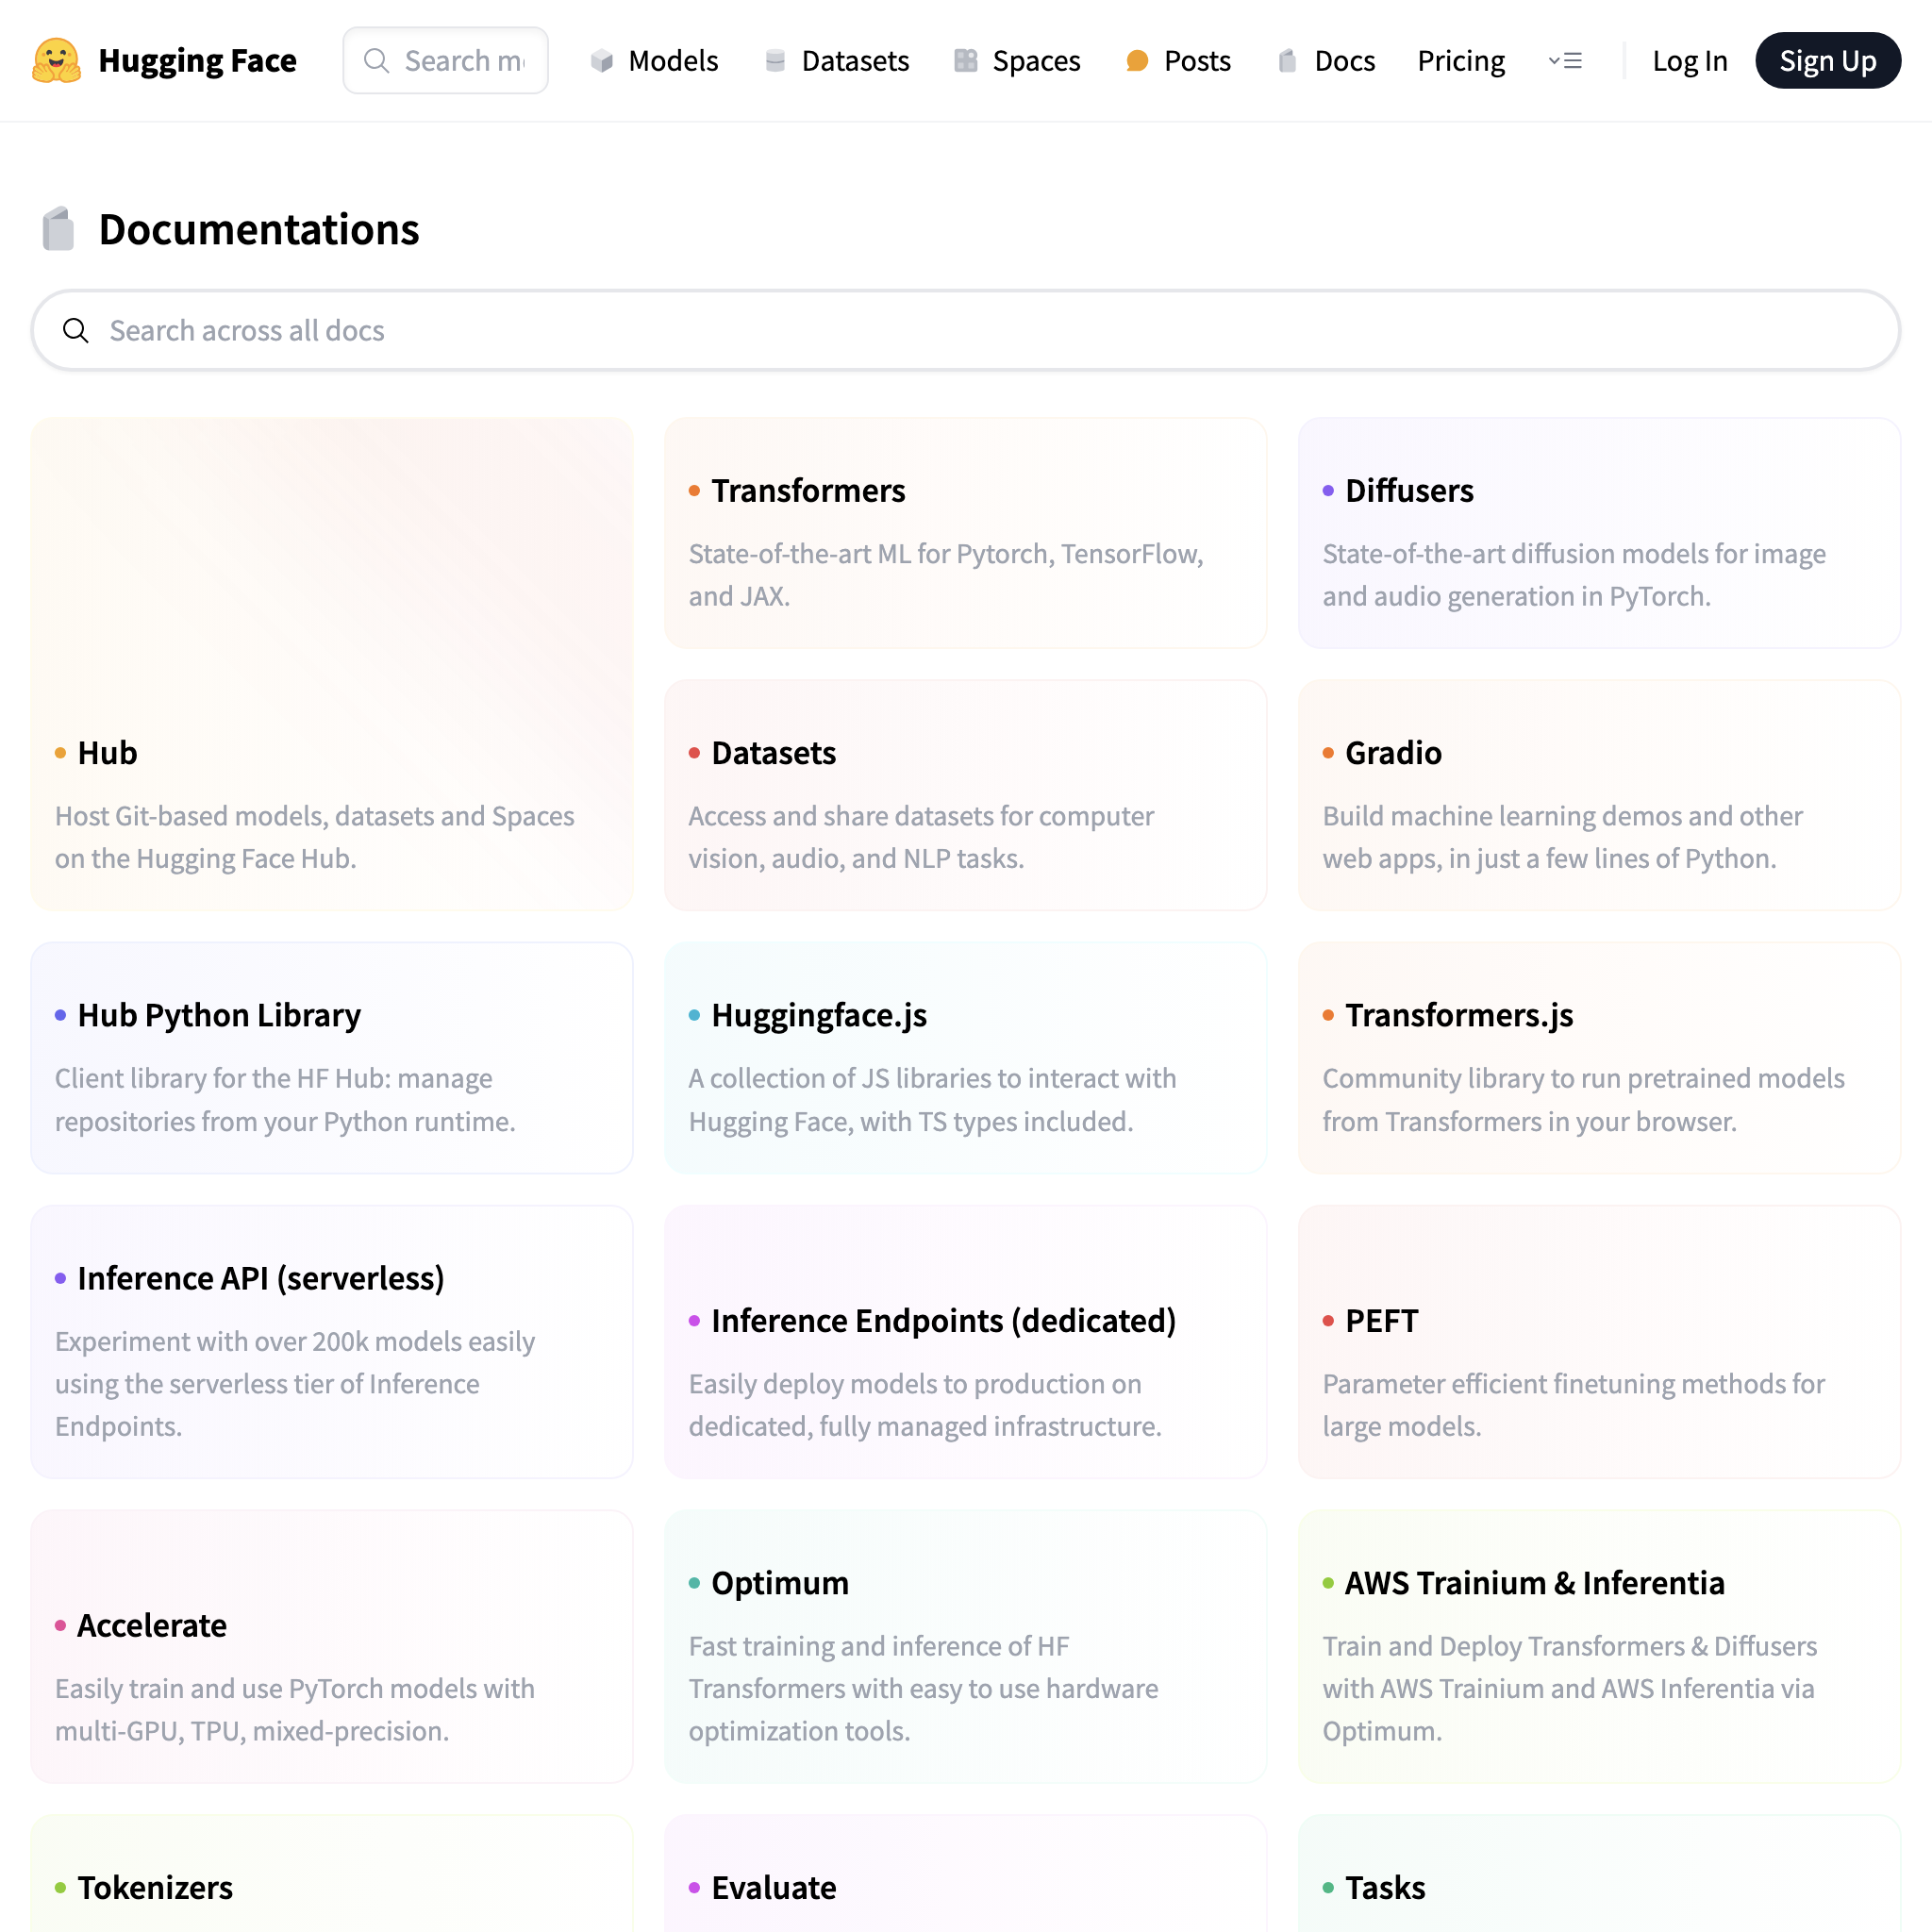 Hugging Face
Search m
Models
Datasets
Spaces
Posts
Docs
Pricing
Log In
Sign Up
Documentations
Search across all docs
Hub
Host Git-based models, datasets and Spaces
on the Hugging Face Hub.
Transformers
State-of-the-art ML for Pytorch, TensorFlow,
and JAX.
Diffusers
State-of-the-art diffusion models for image
and audio generation in PyTorch.
Datasets
Access and share datasets for computer
vision, audio, and NLP tasks.
Gradio
Build machine learning demos and other
web apps, in just a few lines of Python.
Hub Python Library
Client library for the HF Hub: manage
repositories from your Python runtime.
Huggingface.js
A collection of JS libraries to interact with
Hugging Face, with TS types included.
Transformers.js
Community library to run pretrained models
from Transformers in your browser.
Inference API (serverless)
Experiment with over 200k models easily
using the serverless tier of Inference
Endpoints.
Inference Endpoints (dedicated)
Easily deploy models to production on
dedicated, fully managed infrastructure.
PEFT
Parameter efficient finetuning methods for
large models.
Accelerate
Easily train and use PyTorch models with
multi-GPU, TPU, mixed-precision.
Optimum
Fast training and inference of HF
Transformers with easy to use hardware
optimization tools.
AWS Trainium & Inferentia
Train and Deploy Transformers & Diffusers
with AWS Trainium and AWS Inferentia via
Optimum.
Tokenizers
Evaluate
Tasks